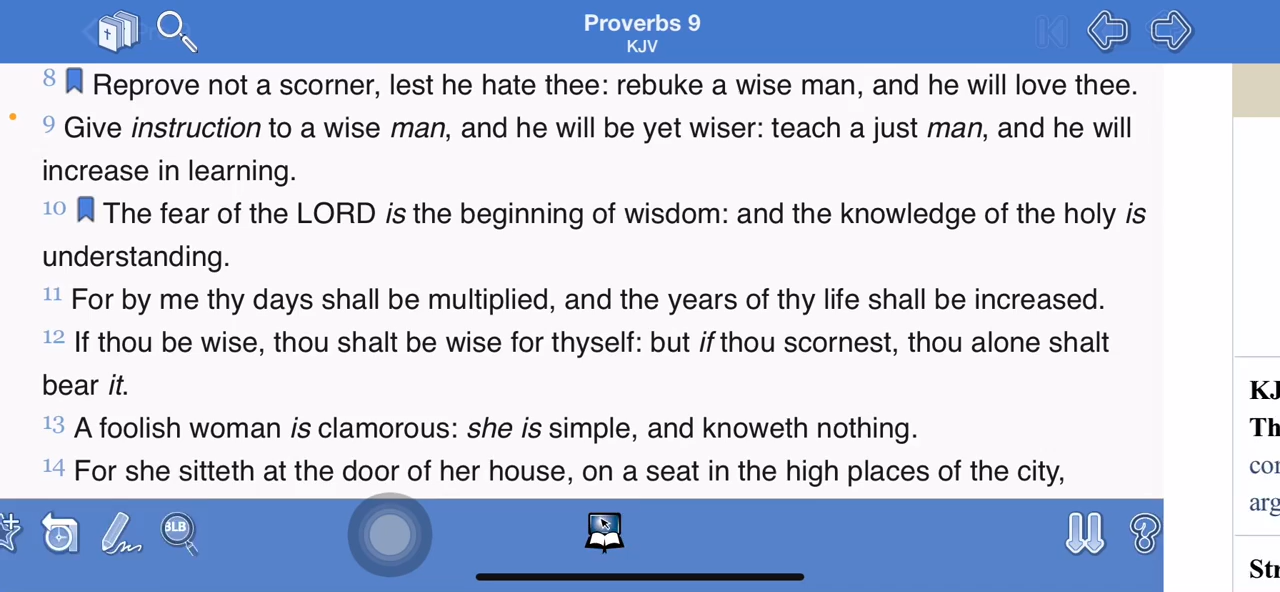 Proverbs 9
KJV
8 Reprove not a scorner, lest he hate thee: rebuke a wise man, and he will love thee.
9 Give instruction to a wise man, and he will be yet wiser: teach a just man, and he will
increase in learning.
10 The fear of the LORD is the beginning of wisdom: and the knowledge of the holy is
understanding.
11 For by me thy days shall be multiplied, and the years of thy life shall be increased.
12 If thou be wise, thou shalt be wise for thyself: but if thou scornest, thou alone shalt
bear it.
13 A foolish woman is clamorous: she is simple, and knoweth nothing.
14 For she sitteth at the door of her house, on a seat in the high places of the city,
KJ
Th
con
arg
Str
BLB